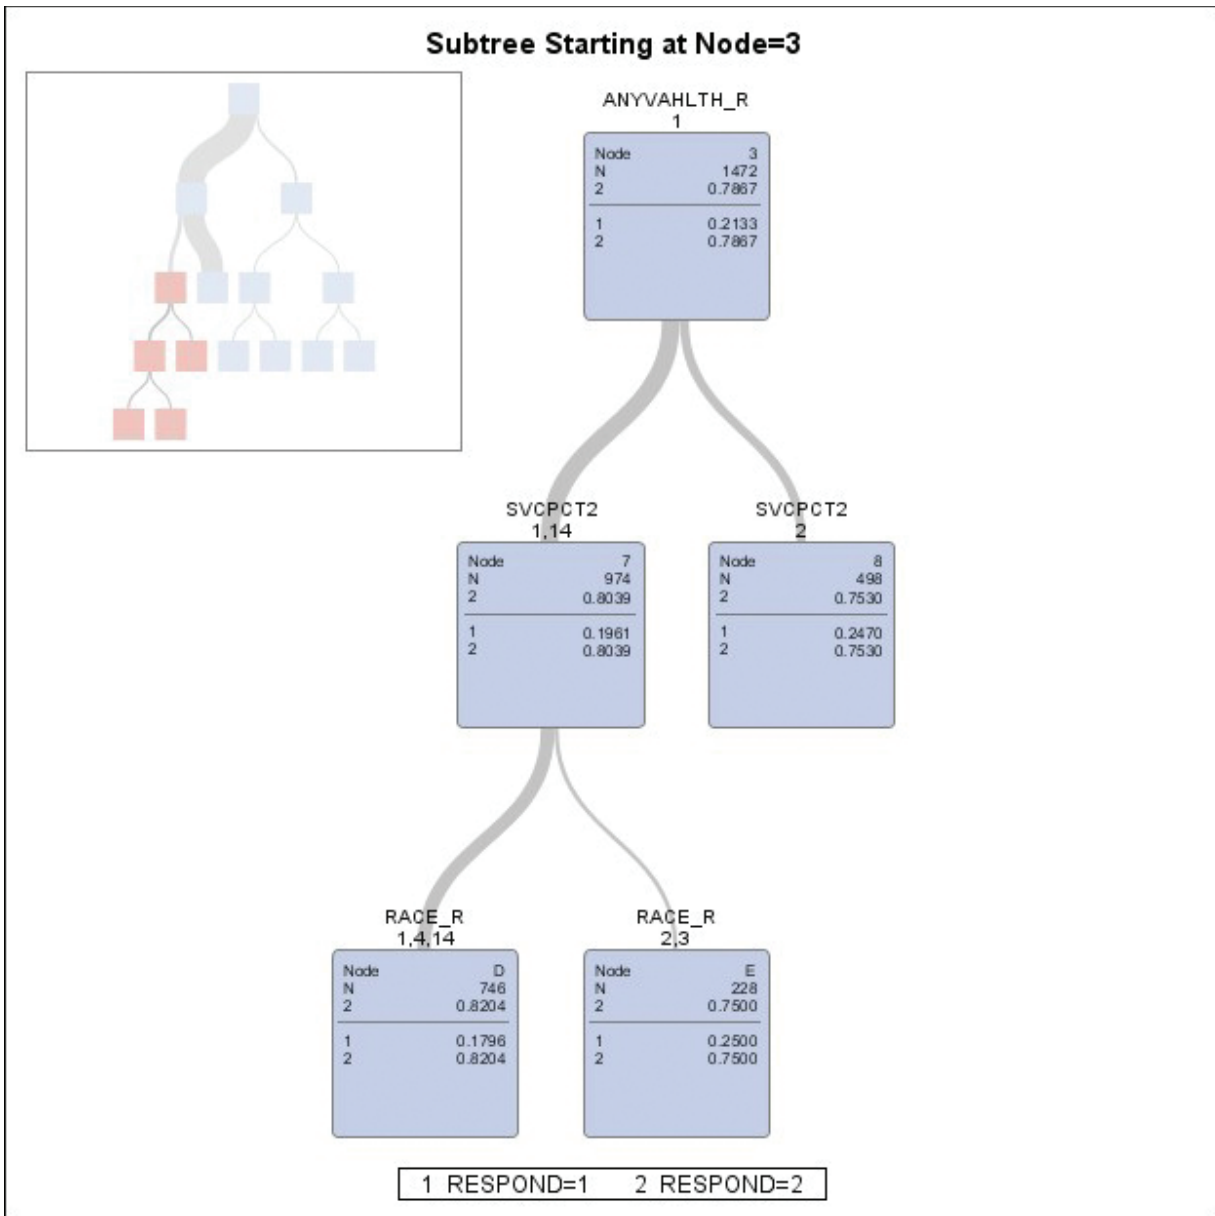 Subtree Starting at Node=3
ANYVAHLTH_R
1
Node 3
N 1472
2 0.7867
1 0.2133
2 0.7867
SVCPCT2
1,14
Node 7
N 974
2 0.8039
1 0.1961
2 0.8039
SVCPCT2
2
Node 8
N 498
2 0.7530
1 0.2470
2 0.7530
RACE_R
1,4,14
Node D
N 746
2 0.8204
1 0.1796
2 0.8204
RACE_R
2,3
Node E
N 228
2 0.7500
1 0.2500
2 0.7500
1 RESPOND=1 2 RESPOND=2